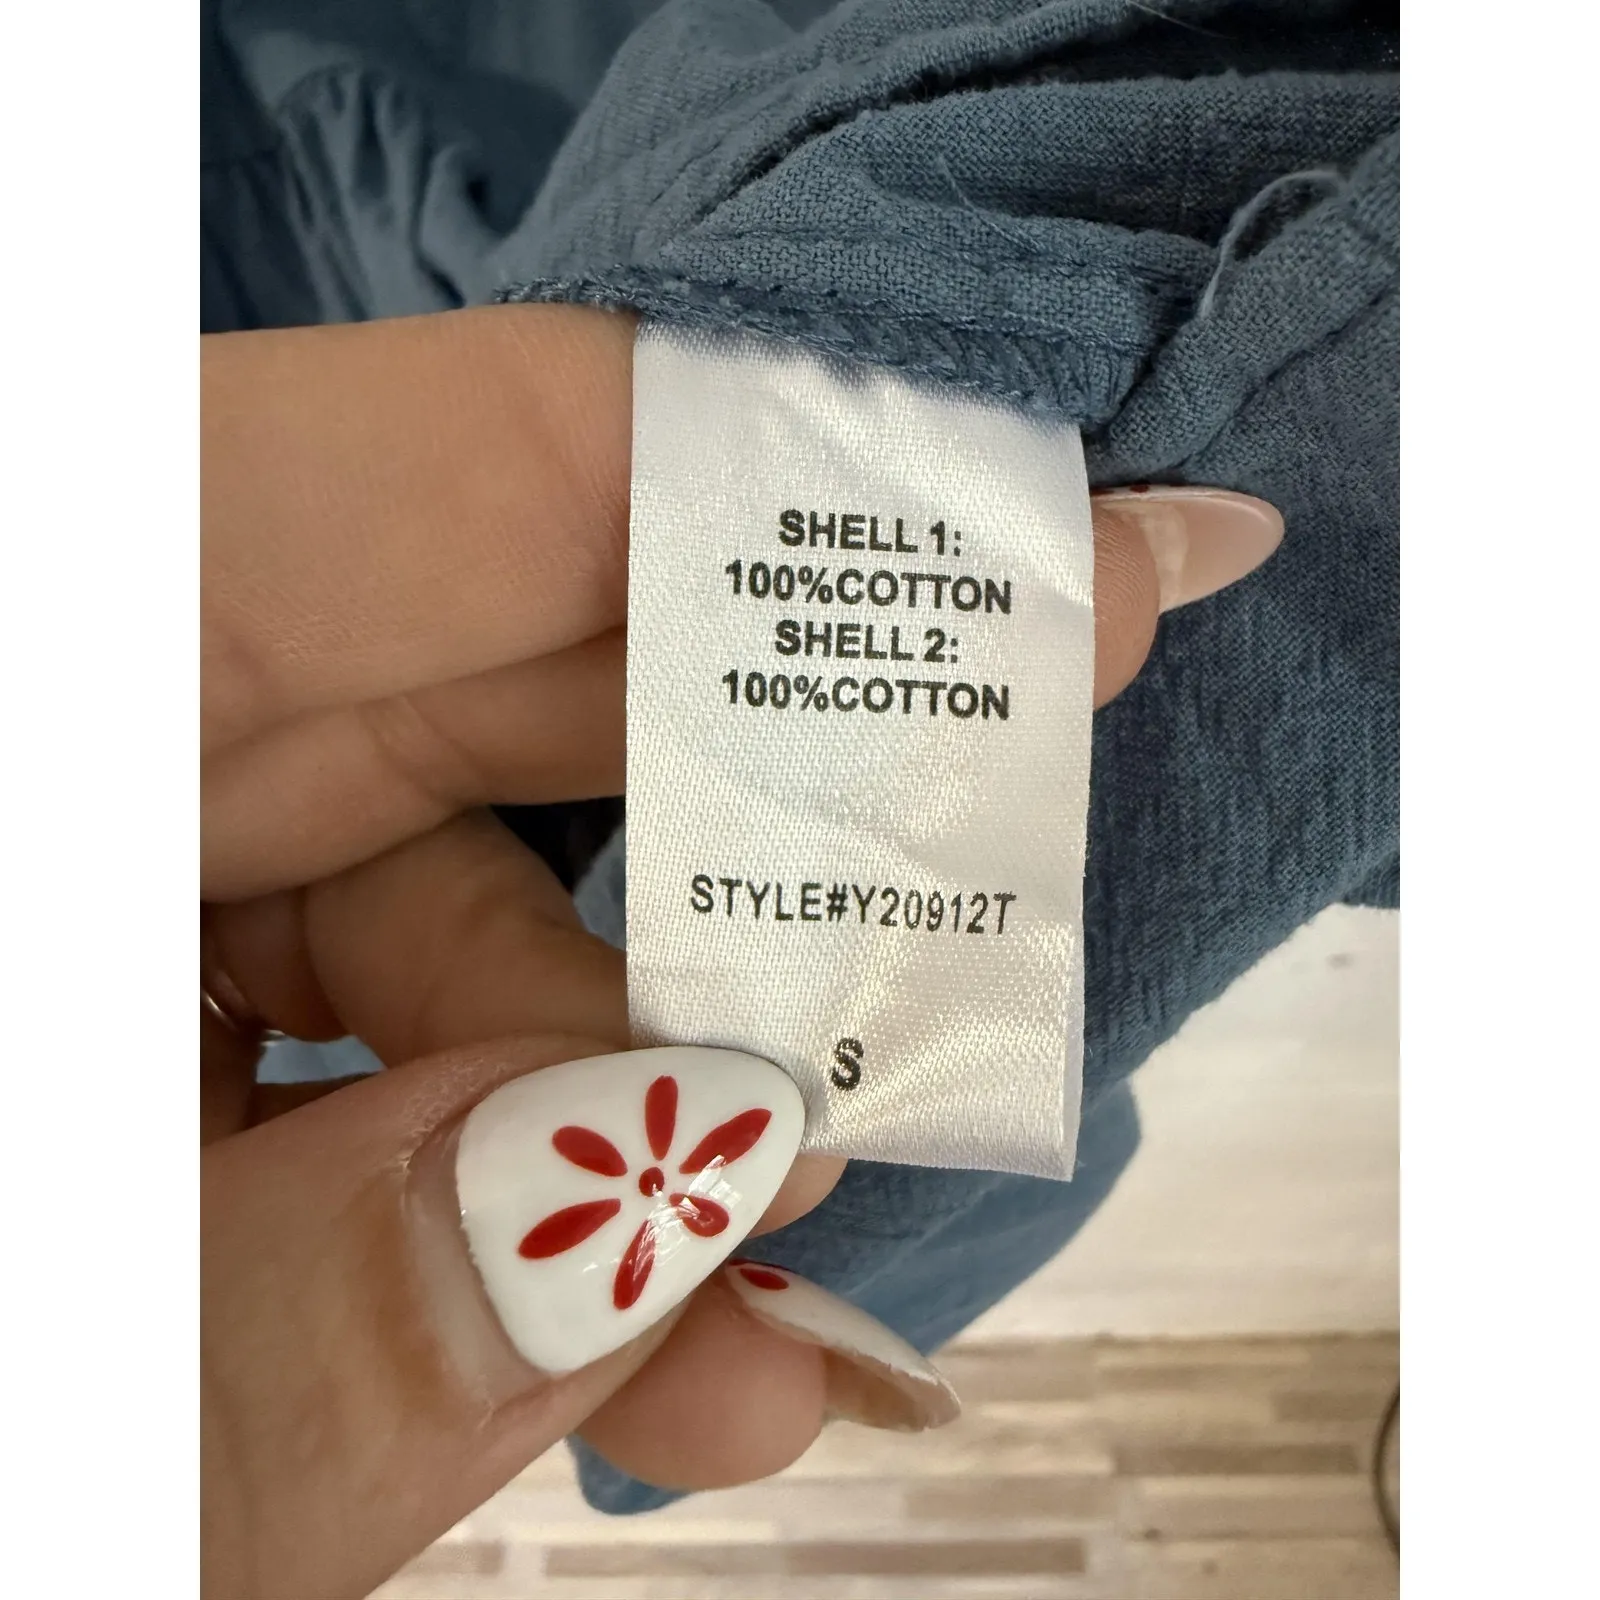 SHELL 1:
100%COTTON
SHELL 2:
100%COTTON
STYLE#Y20912T
S